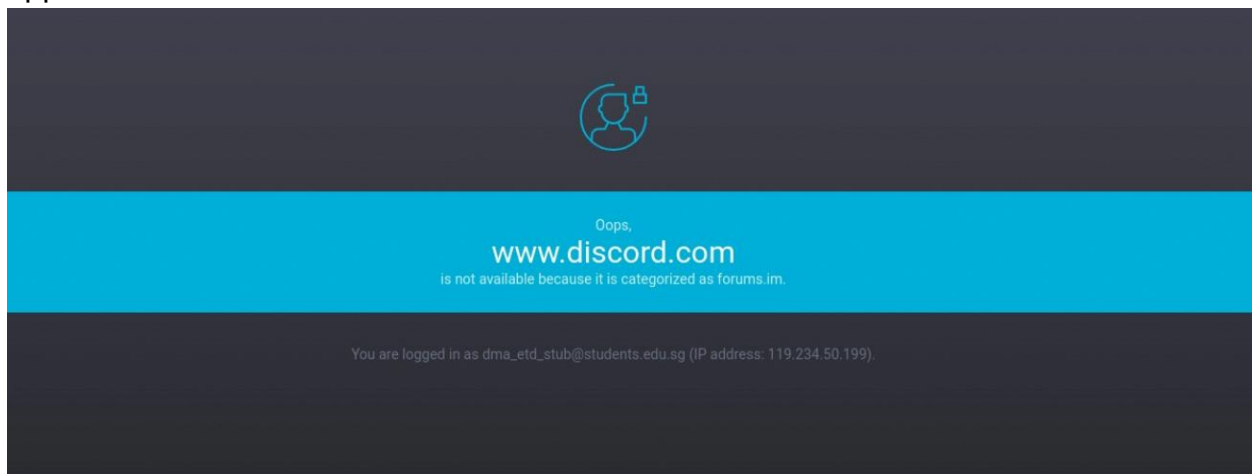 Oops,
www.discord.com
is not available because it is categorized as forums.im.
You are logged in as dma_etd_stub@students.edu.sg (IP address: 119.234.50.199).